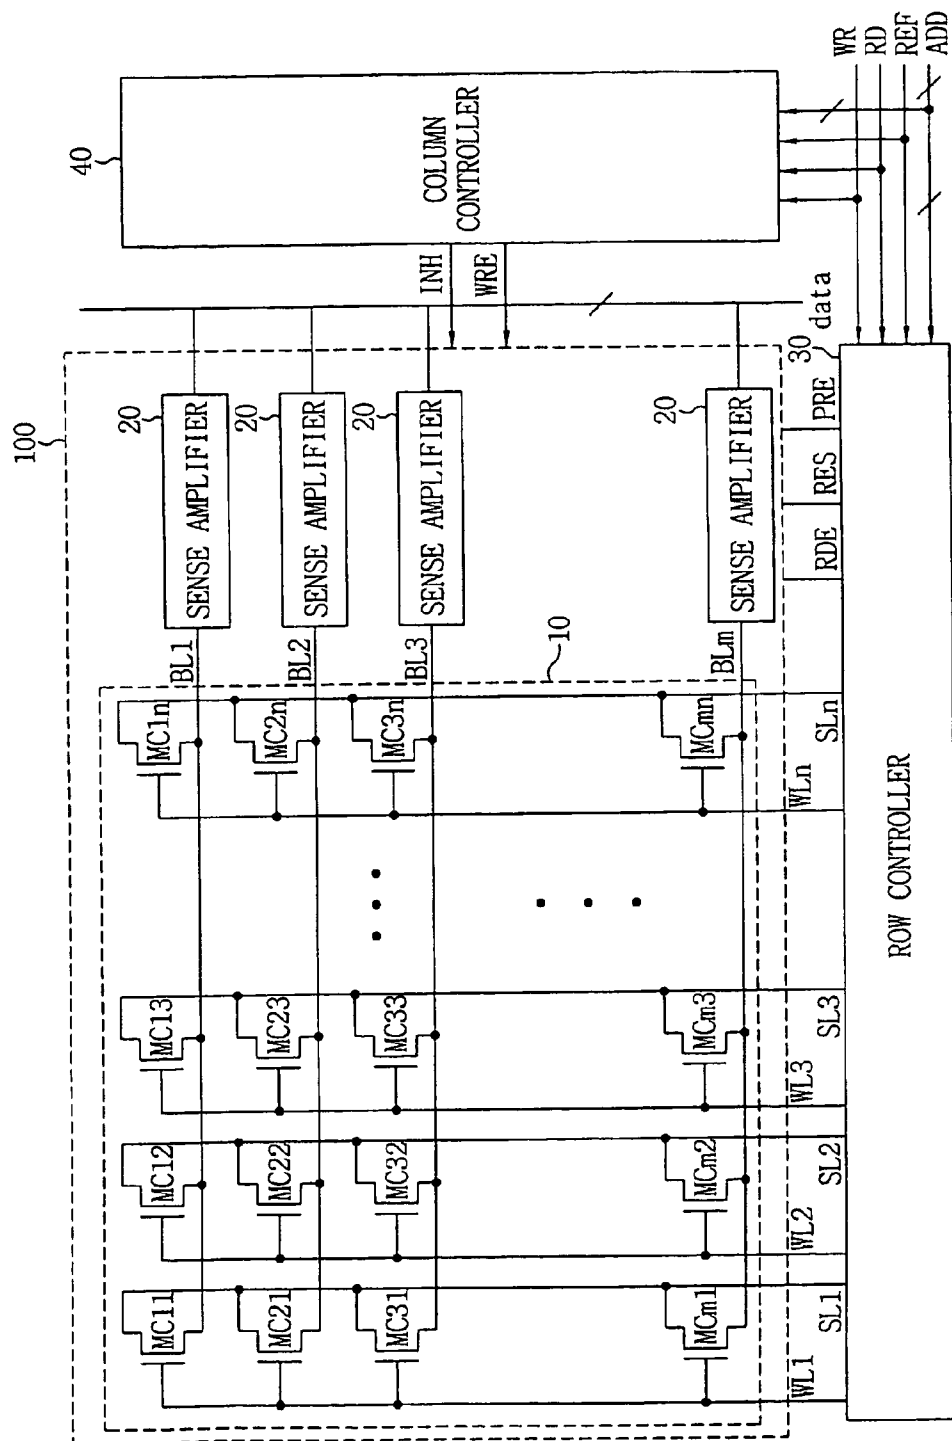 100
40
COLUMN
CONTROLLER
WR
RD
REF
ADD
INH
WRE
data
20
SENSE AMPLIFIER
20
SENSE AMPLIFIER
20
SENSE AMPLIFIER
20
SENSE AMPLIFIER
BL1
BL2
BL3
BLm
10
MC11
MC12
MC13
MC1n
MC21
MC22
MC23
MC2n
MC31
MC32
MC33
MC3n
MCm1
MCm2
MCm3
MCmn
WL1
SL1
WL2
SL2
WL3
SL3
WLn
SLn
RDE
RES
PRE
30
ROW CONTROLLER